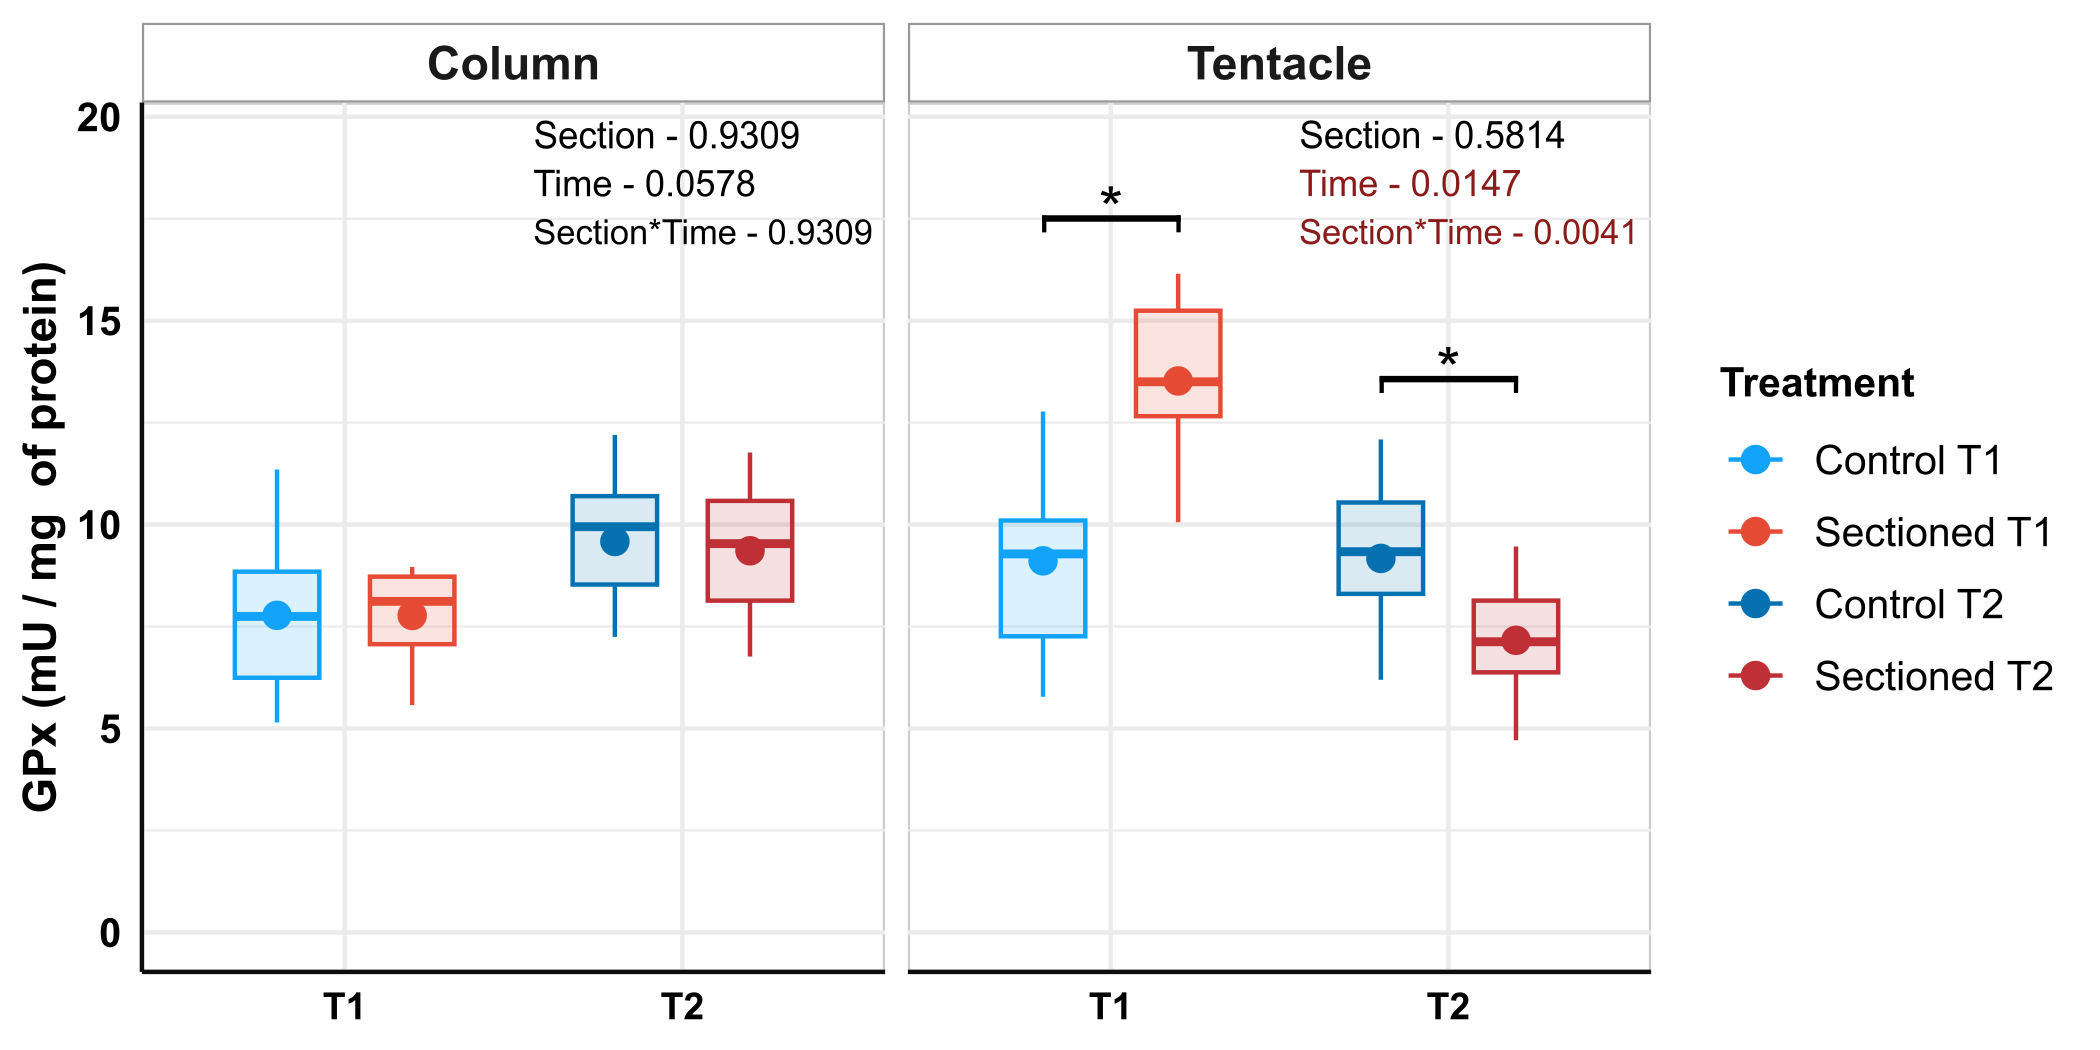 Column
Tentacle
GPx (mU / mg  of protein)
20
15
10
5
0
Section - 0.9309
Time - 0.0578
Section*Time - 0.9309
Section - 0.5814
Time - 0.0147
Section*Time - 0.0041
*
*
T1
T2
T1
T2
Treatment
Control T1
Sectioned T1
Control T2
Sectioned T2